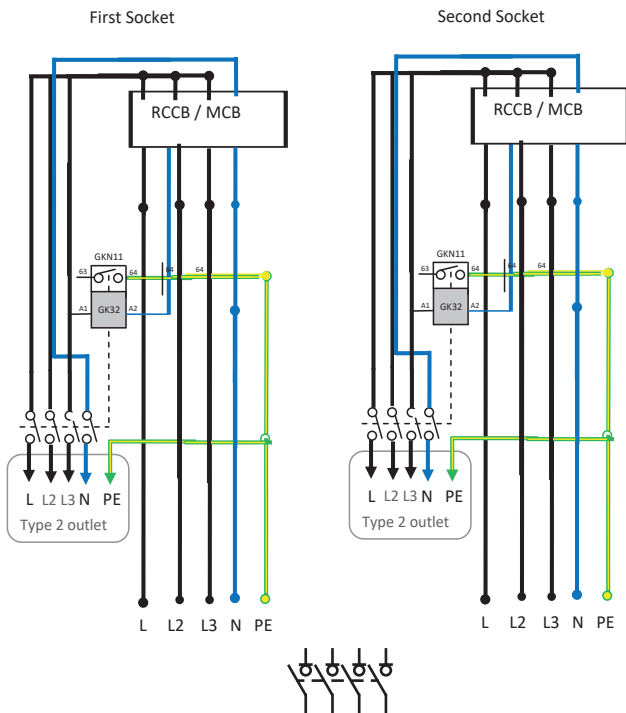 First Socket
Second Socket
RCCB / MCB
RCCB / MCB
GKN11
63
64
64
64
GK32
A1
A2
GKN11
63
64
64
64
GK32
A1
A2
L L2 L3 N PE
Type 2 outlet
L L2 L3 N PE
Type 2 outlet
L L2 L3 N PE
L L2 L3 N PE